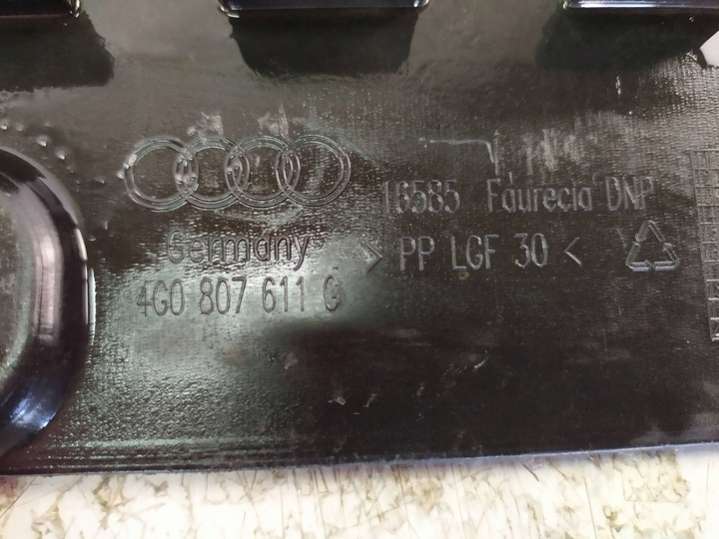 16585 Faurecia DNP
Germany
> PP LGF 30 <
4G0 807 611 G